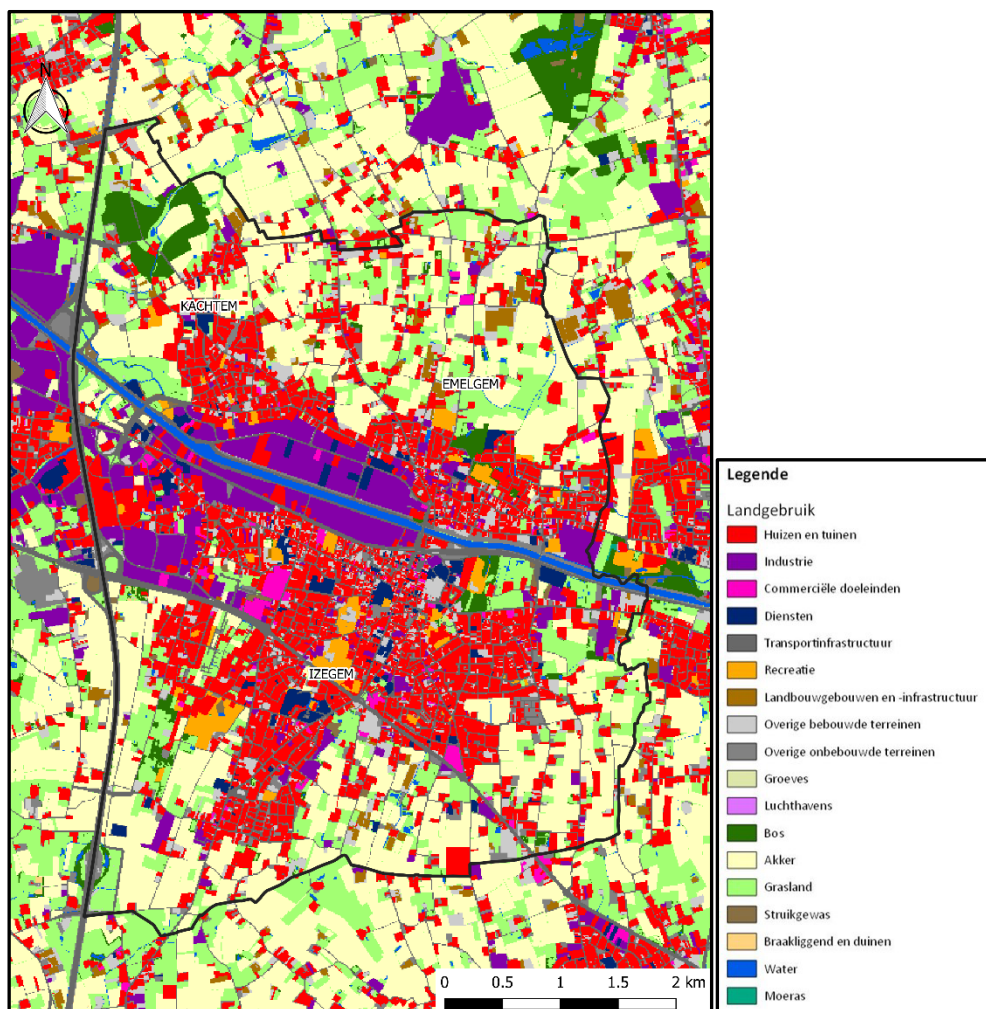 N
KACHTEM
EMELGEM
IZEGEM
0 0.5 1 2 km
Legende
Landgebruik
Huizen en tuinen
Industrie
Commerciële doeleinden
Diensten
Transportinfrastructuur
Recreatie
Landbouwgebouwen en -infrastructuur
Overige bebouwde terreinen
Overige onbebouwde terreinen
Groeves
Luchthavens
Bos
Akker
Grasland
Struikgewas
Braakliggend en duinen
Water
Moeras